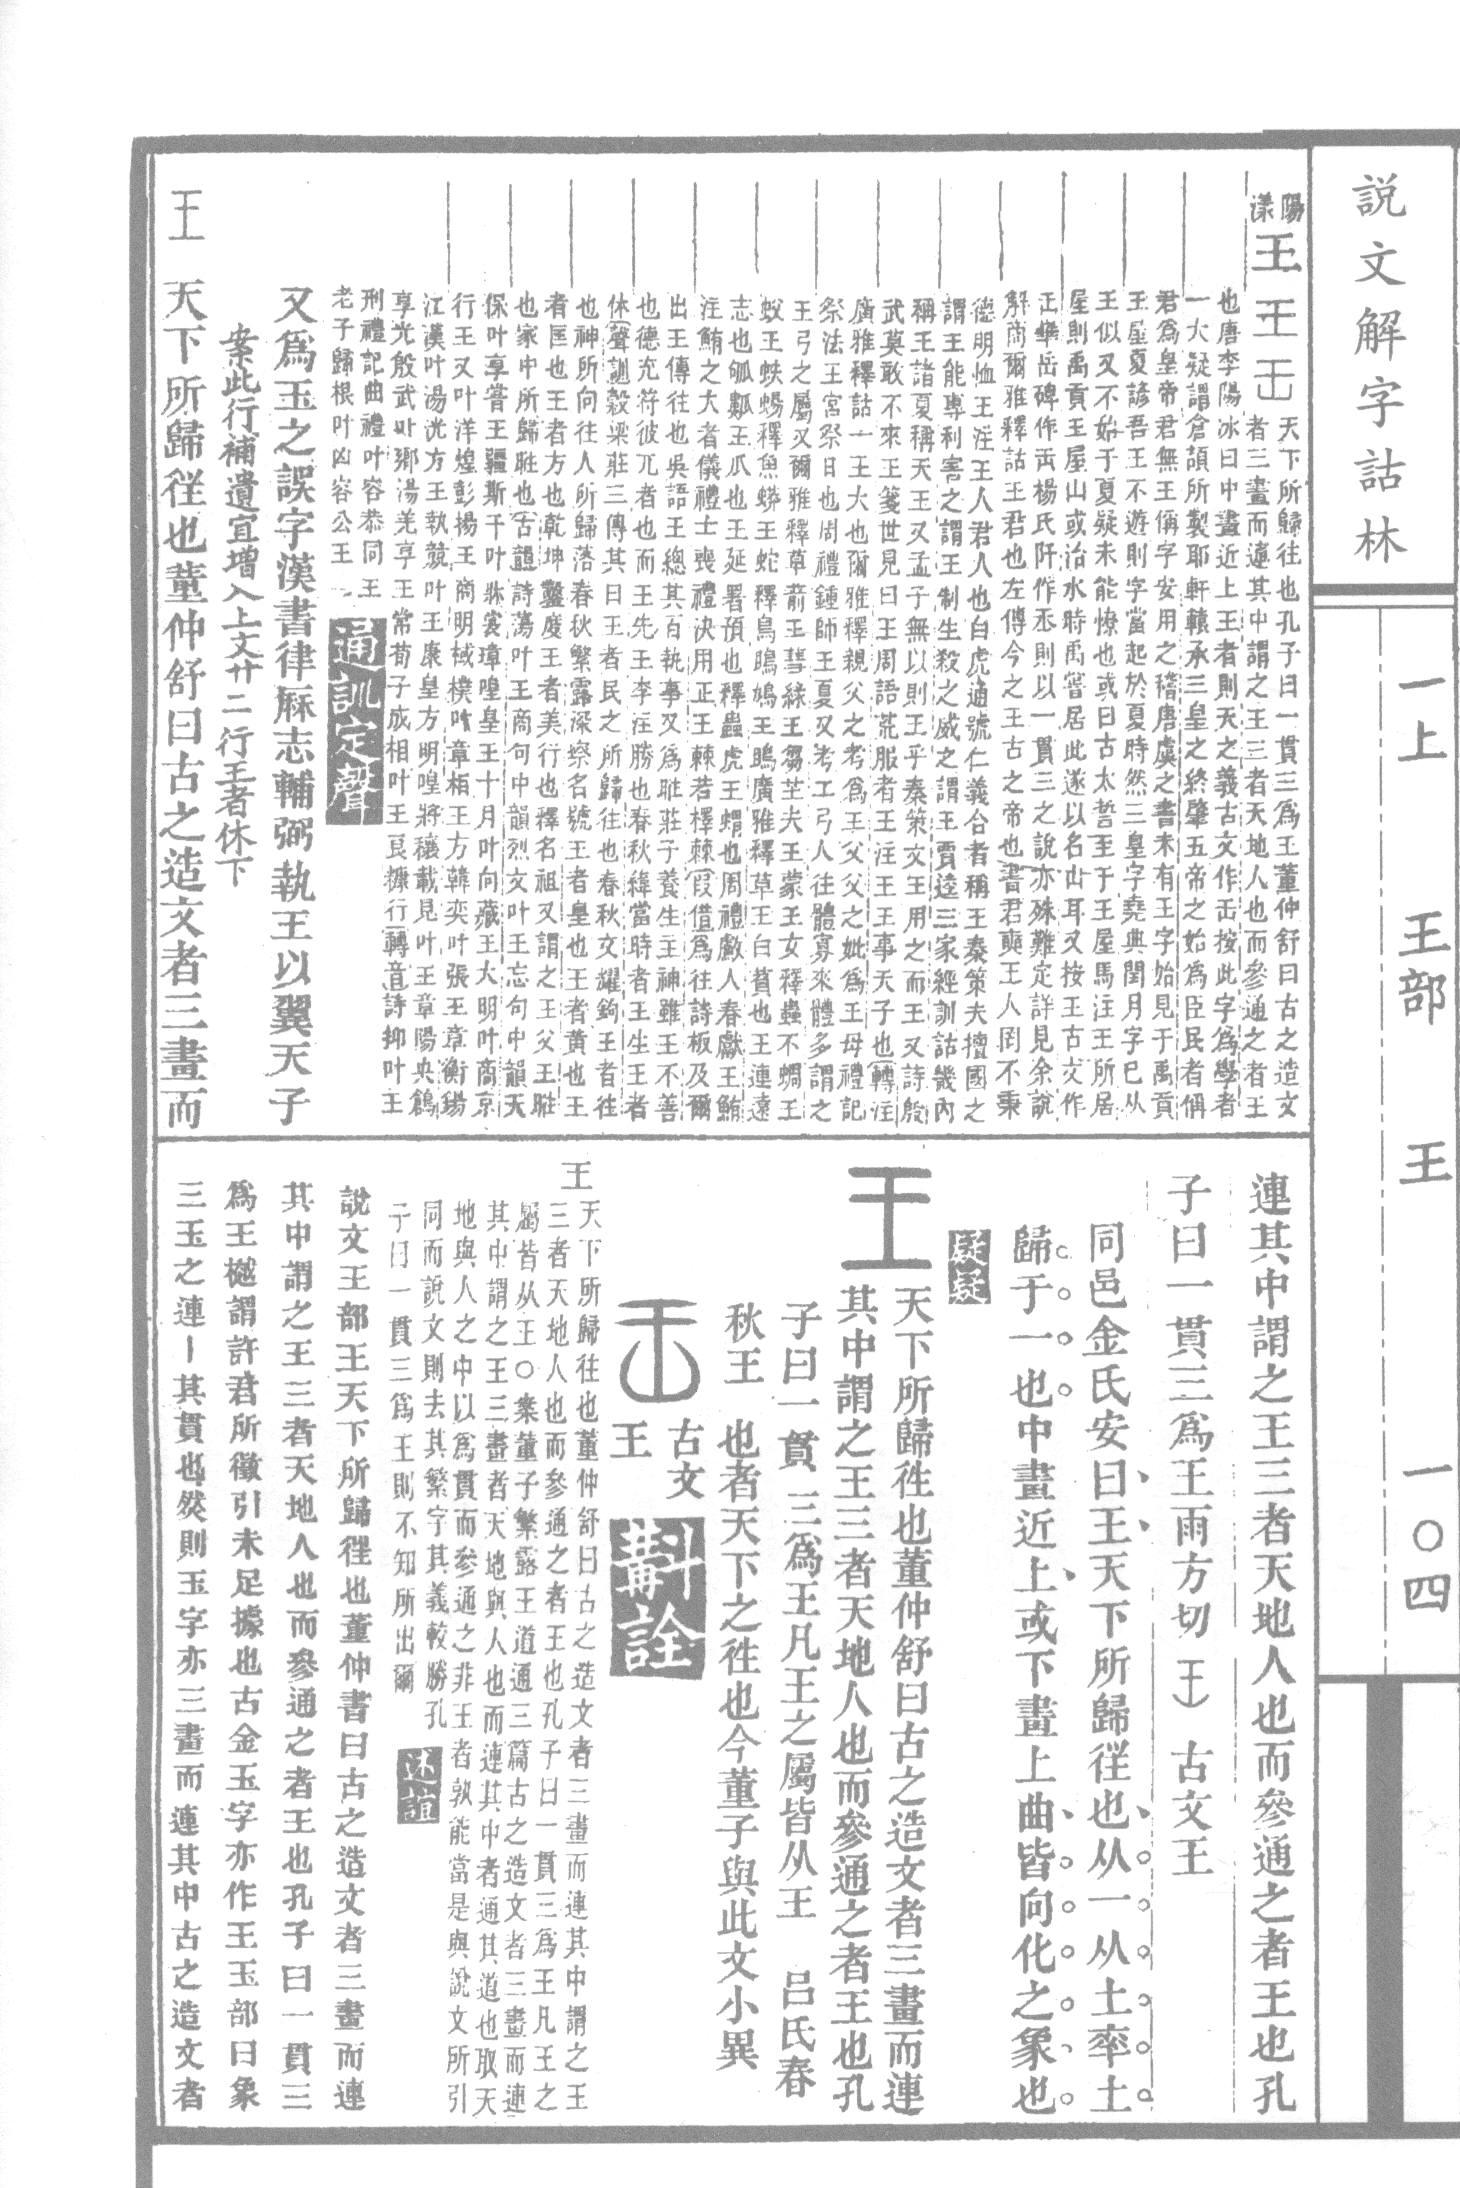 說文解字詁林
一上 王部 王 一〇四
陽漾
王
天下所歸往也孔子曰一貫三爲王董仲舒曰古之造文
者三畫而連其中謂之王三者天地人也而參通之者王
也唐李陽冰曰中畫近上王者則天之義古文作按此字爲學者
一大疑謂倉頡所製耶軒轅承三皇之終肇五帝之始爲臣民者偁
君爲皇帝君無王偁字安用之稽唐虞之書未有王字始見于禹貢
王屋夏諺吾王不遊則字當起於夏時然三皇字堯典閏月字已从
王似又不始于夏疑未能憭也或曰古太誓至于王屋馬注王所居
屋則禹貢王屋山或治水時禹嘗居此遂以名山耳又按王古文作
岳碑作楊氏阡作則以一貫三之說亦殊難定詳見余說
解商爾雅釋詁王君也左傳今之王古之帝也書君奭王人罔不秉
德明恤王注王人君人也白虎通號仁義合者稱王秦策夫擅國之
謂王能專利害之謂王制生殺之威之謂王賈逵三家經訓詁畿內
稱王諸夏稱天王又孟子無以則王乎秦策文王用之而王又詩殷
武莫敢不來王箋世見曰王周語荒服者王注王王事天子也轉注
廣雅釋詁一王大也爾雅釋親父之考爲王父父之妣爲王母禮記
祭法王宮祭日也周禮鍾師王夏又考工弓人往體寡來體多謂之
王弓之屬又爾雅釋草葥王蔧綠王芻芏夫王蒙王女釋蟲不蜩王
蚁王蛈蝪釋魚蟒王蛇釋鳥鴡鳩王鴡廣雅釋草王白蕡也王連遠
志也瓠瓢王瓜也王延署預也釋蟲虎王蝟也周禮䱷人春獻王鮪
注鮪之大者儀禮士喪禮決用正王棘若檡棘假借爲往詩板及爾
出王傳往也吳語王總其百執事又爲旺莊子養生主神雖王不善
也德充符彼兀者也而王先王李注勝也春秋緯當時者王生王者
休聲訓穀梁莊三傳其曰王者民之所歸往也春秋文耀鉤王者往
也神所向往人所歸落春秋繁露深察名號王者皇也王者黃也王
者匡也王者方也乾坤鑿度王者美行也釋名祖又謂之王父王暀
也家中所歸暀也古韻詩蕩叶王商句中韻烈文叶王忘句中韻天
保叶享嘗王疆斯干叶牀裳璋喤皇王十月叶向藏王大明叶商京
行王又叶洋煌彭揚王商明棫樸叶章相王方韓奕叶張王章衡錫
江漢叶湯洸方王執競叶王康皇方明喤將穰載見叶王章陽央鶬
享光殷武叶鄉湯羌享王常荀子成相叶王良糠行轉音詩抑叶王
刑禮記曲禮叶容恭同王
老子歸根叶凶容公王
通訓定聲
又爲玉之誤字漢書律厤志輔弼執王以翼天子
案此行補遺宜增入上文廿二行王者休下
王 天下所歸徃也董仲舒曰古之造文者三畫而
連其中謂之王三者天地人也而參通之者王也孔
子曰一貫三爲王雨方切 古文王
同邑金氏安曰王天下所歸徃也从一从土率土
歸于一也中畫近上或下畫上曲皆向化之象也
疑疑
王 天下所歸徃也董仲舒曰古之造文者三畫而連
其中謂之王三者天地人也而參通之者王也孔
子曰一貫三爲王凡王之屬皆从王 呂氏春
秋王也者天下之徃也今董子與此文小異
古文王
斠詮
王 天下所歸往也董仲舒曰古之造文者三畫而連其中謂之王
三者天地人也而參通之者王也孔子曰一貫三爲王凡王之
屬皆从王〇案董子繁露王道通三篇古之造文者三畫而連
其中謂之王三畫者天地與人也而連其中者通其道也取天
地與人之中以爲貫而參通之非王者孰能當是與說文所引
同而說文則去其繁字其義較勝孔
子曰一貫三爲王則不知所出爾
述誼
說文王部王天下所歸徃也董仲書曰古之造文者三畫而連
其中謂之王三者天地人也而參通之者王也孔子曰一貫三
爲王樾謂許君所徵引未足據也古金玉字亦作王玉部曰象
三玉之連丨其貫也然則玉字亦三畫而連其中古之造文者